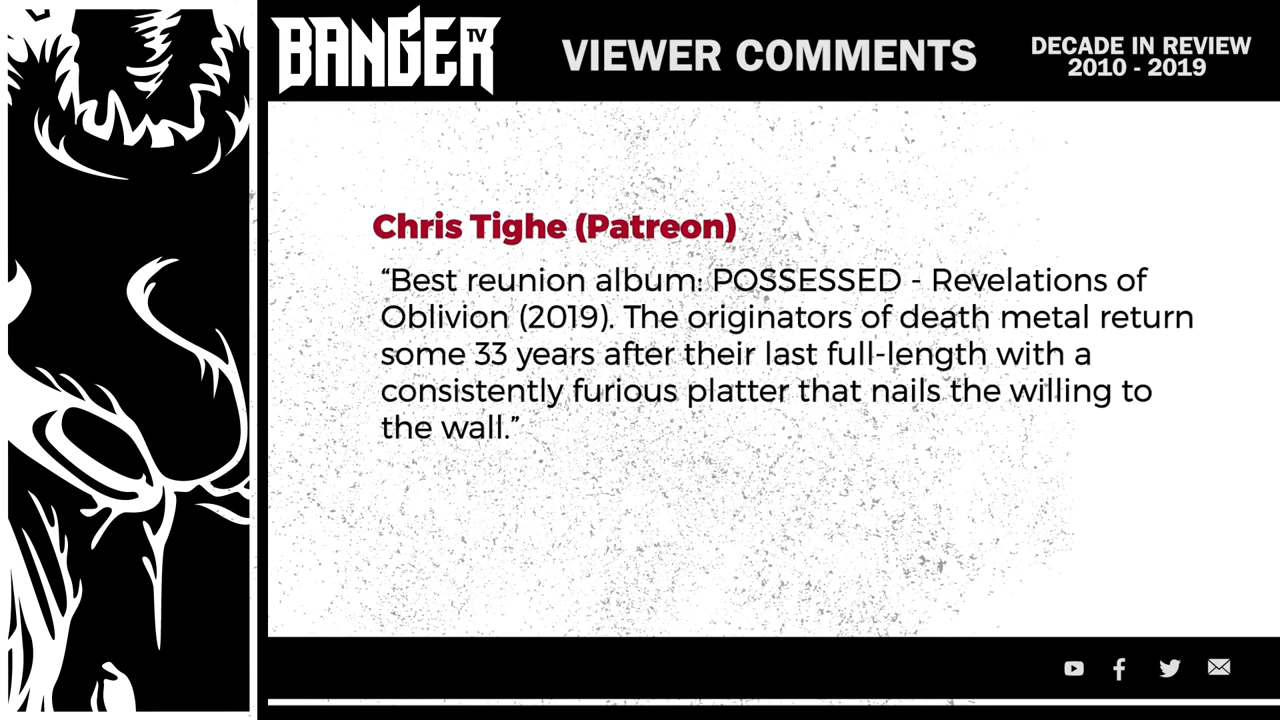 BANGER TV
VIEWER COMMENTS
DECADE IN REVIEW
2010 - 2019
Chris Tighe (Patreon)
“Best reunion album: POSSESSED - Revelations of
Oblivion (2019). The originators of death metal return
some 33 years after their last full-length with a
consistently furious platter that nails the willing to
the wall.”